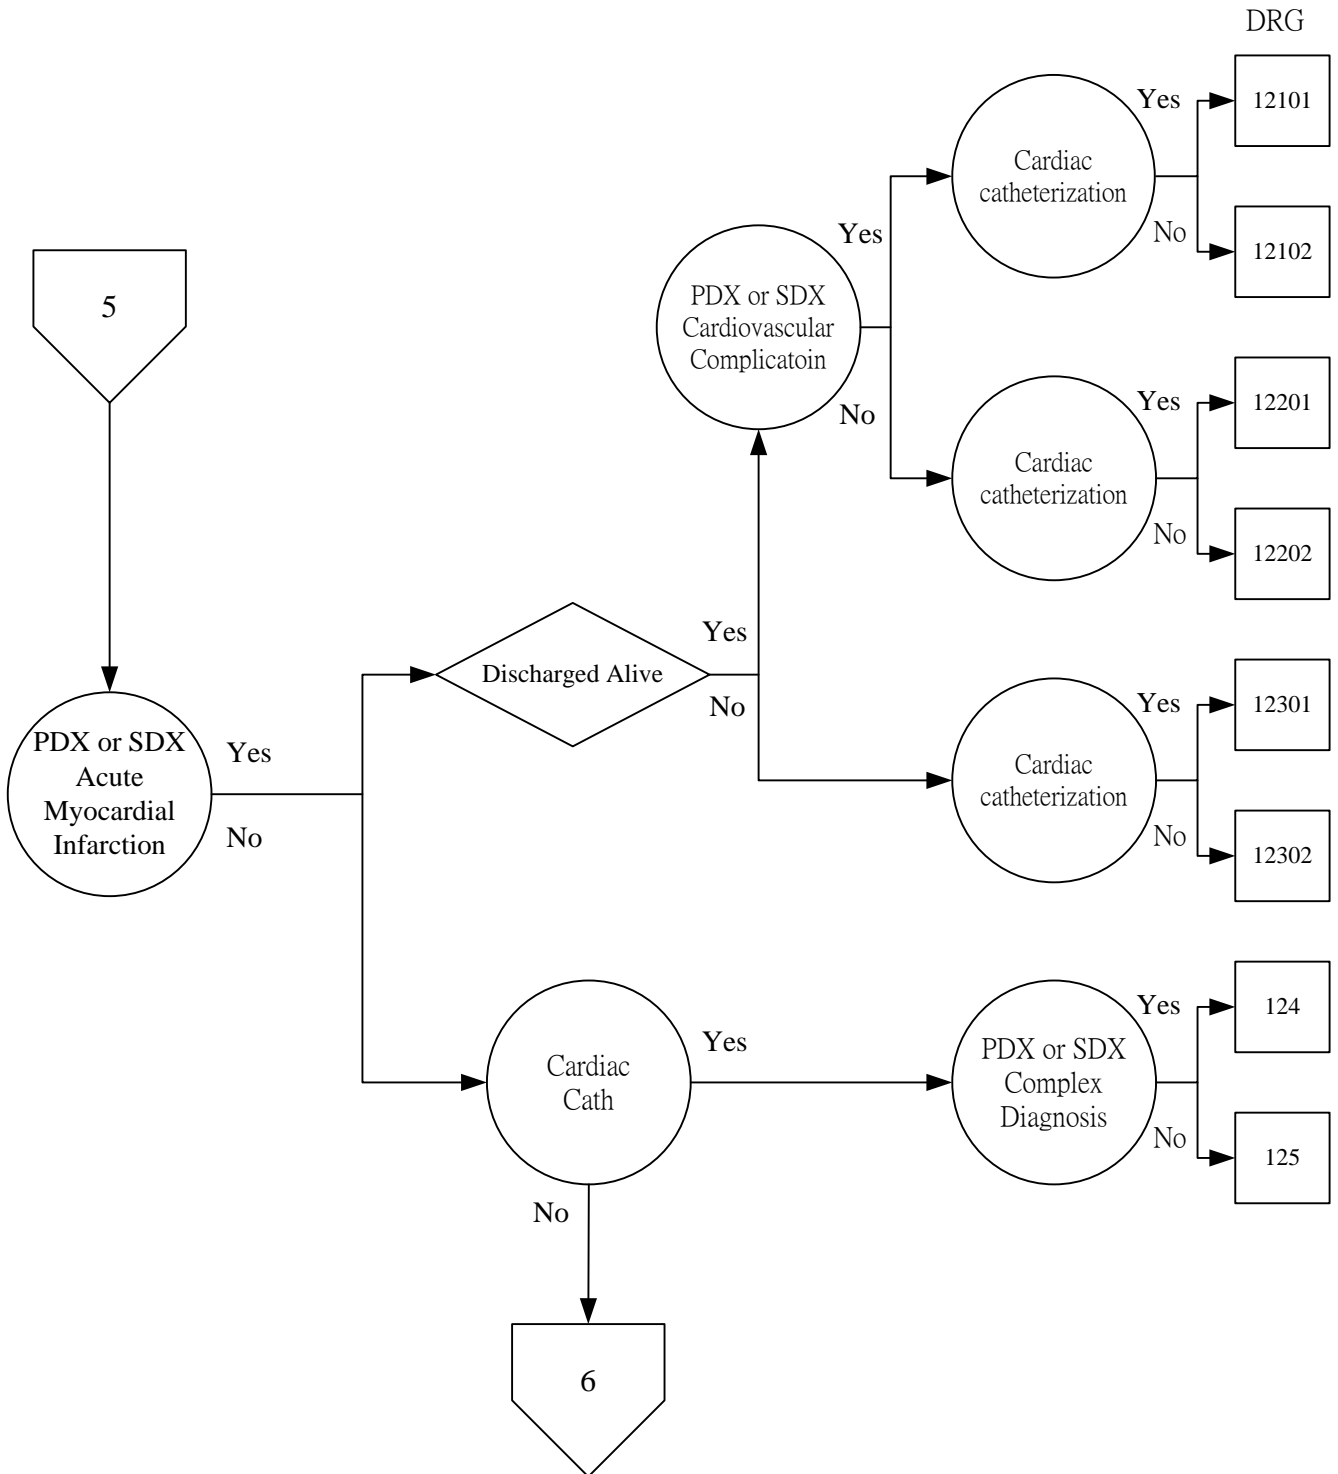 DRG
Yes
12101
Cardiac
catheterization
No
12102
5
Yes
PDX or SDX
Cardiovascular
Complicatoin
No
Yes
12201
Cardiac
catheterization
No
12202
Yes
Discharged Alive
No
Yes
12301
Cardiac
catheterization
No
12302
PDX or SDX
Acute
Myocardial
Infarction
Yes
No
Cardiac
Cath
Yes
No
PDX or SDX
Complex
Diagnosis
Yes
124
No
125
6